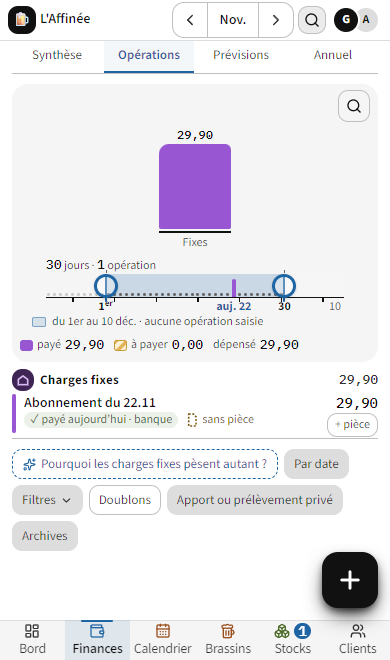 L'Affinée
Nov.
G
A
Synthèse
Opérations
Prévisions
Annuel
29,90
Fixes
30 jours · 1 opération
1er
auj. 22
30
10
du 1er au 10 déc. · aucune opération saisie
payé 29,90
à payer 0,00
dépensé 29,90
Charges fixes
29,90
Abonnement du 22.11
29,90
✓ payé aujourd'hui · banque
sans pièce
+ pièce
Pourquoi les charges fixes pèsent autant ?
Par date
Filtres
Doublons
Apport ou prélèvement privé
Archives
+
Bord
Finances
Calendrier
Brassins
1
Stocks
Clients